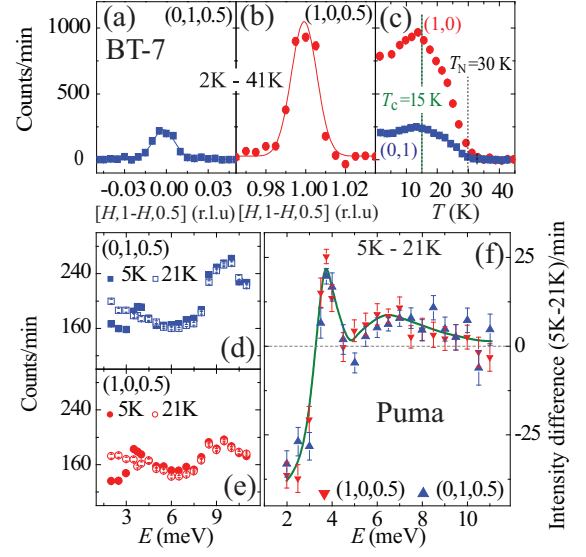 (a) (0,1,0.5) (b) (1,0,0.5) (c)
BT-7
2K - 41K
(1,0)
T_N=30 K
T_c=15 K
(0,1)
Counts/min
1000
500
0
-0.03 0.00 0.03 0.98 1.00 1.02 10 20 30 40
[H,1-H,0.5] (r.l.u) [H,1-H,0.5] (r.l.u) T (K)
(0,1,0.5)
5K 21K
(d)
Counts/min
240
160
(1,0,0.5)
5K 21K
(e)
Counts/min
240
160
3 6 9
E (meV)
5K - 21K (f)
Puma
(1,0,0.5) (0,1,0.5)
25
0
-25
Intensity difference (5K-21K)/min
2 4 6 8 10
E (meV)